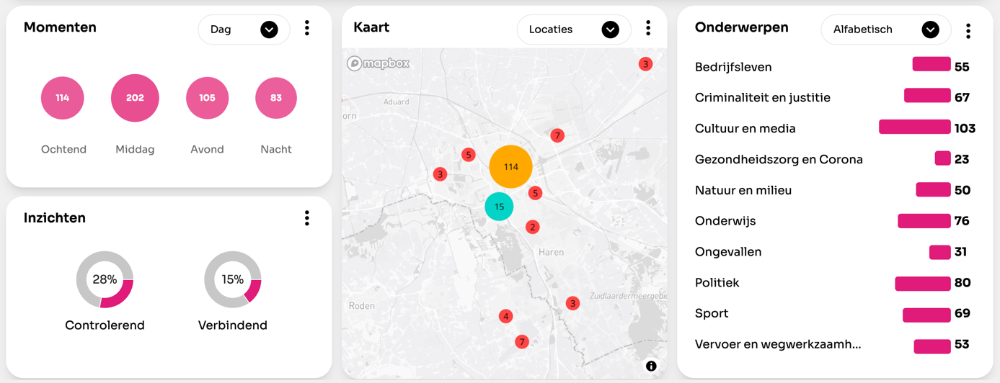 Momenten
Dag
114
202
105
83
Ochtend
Middag
Avond
Nacht
Inzichten
28%
15%
Controlerend
Verbindend
Kaart
Locaties
mapbox
3
Aduard
orn
7
5
114
3
5
15
2
Haren
3
Zuidlaardermeergebie
Roden
4
7
Onderwerpen
Alfabetisch
Bedrijfsleven 55
Criminaliteit en justitie 67
Cultuur en media 103
Gezondheidszorg en Corona 23
Natuur en milieu 50
Onderwijs 76
Ongevallen 31
Politiek 80
Sport 69
Vervoer en wegwerkzaamh... 53